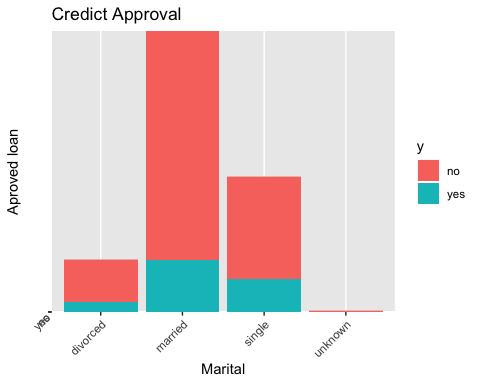 Credict Approval
Aproved loan
y
no
yes
divorced
married
single
unknown
Marital